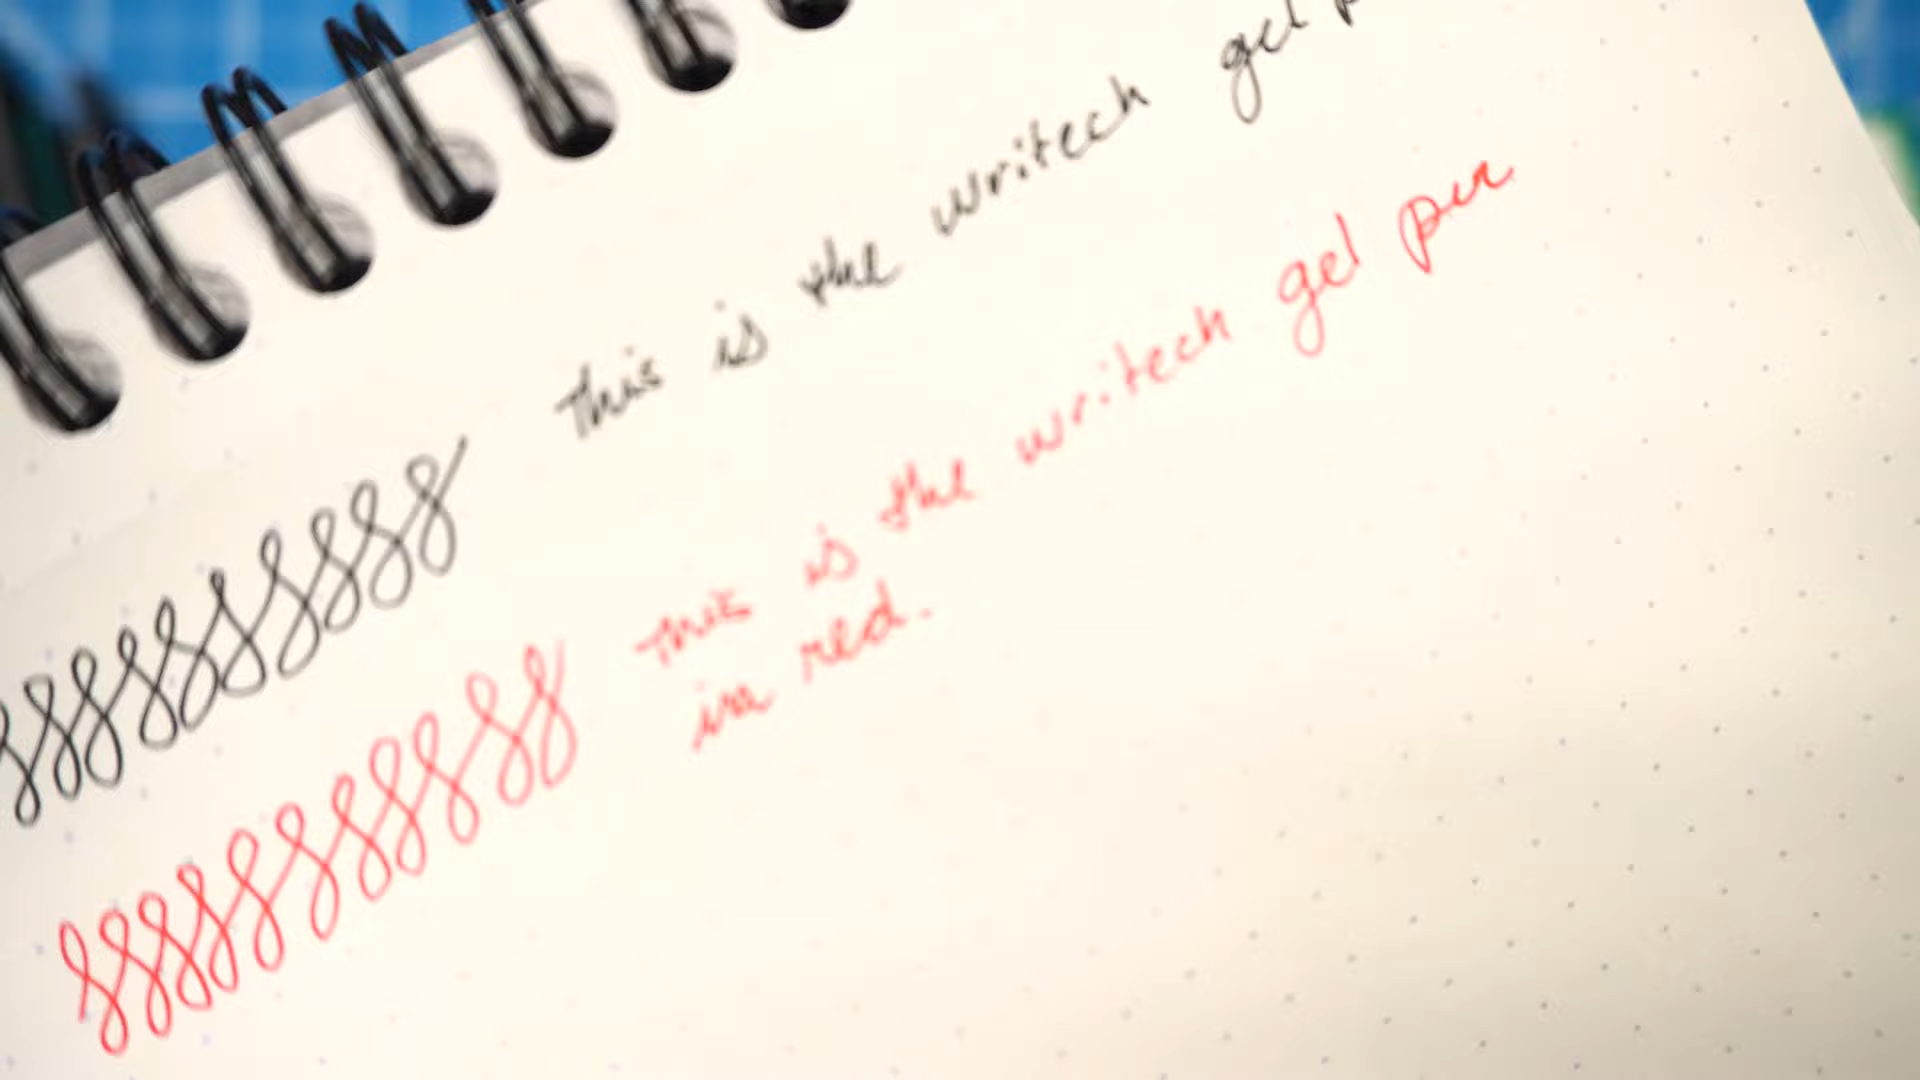 This is the writech gel p
This is the writech gel pen
in red.